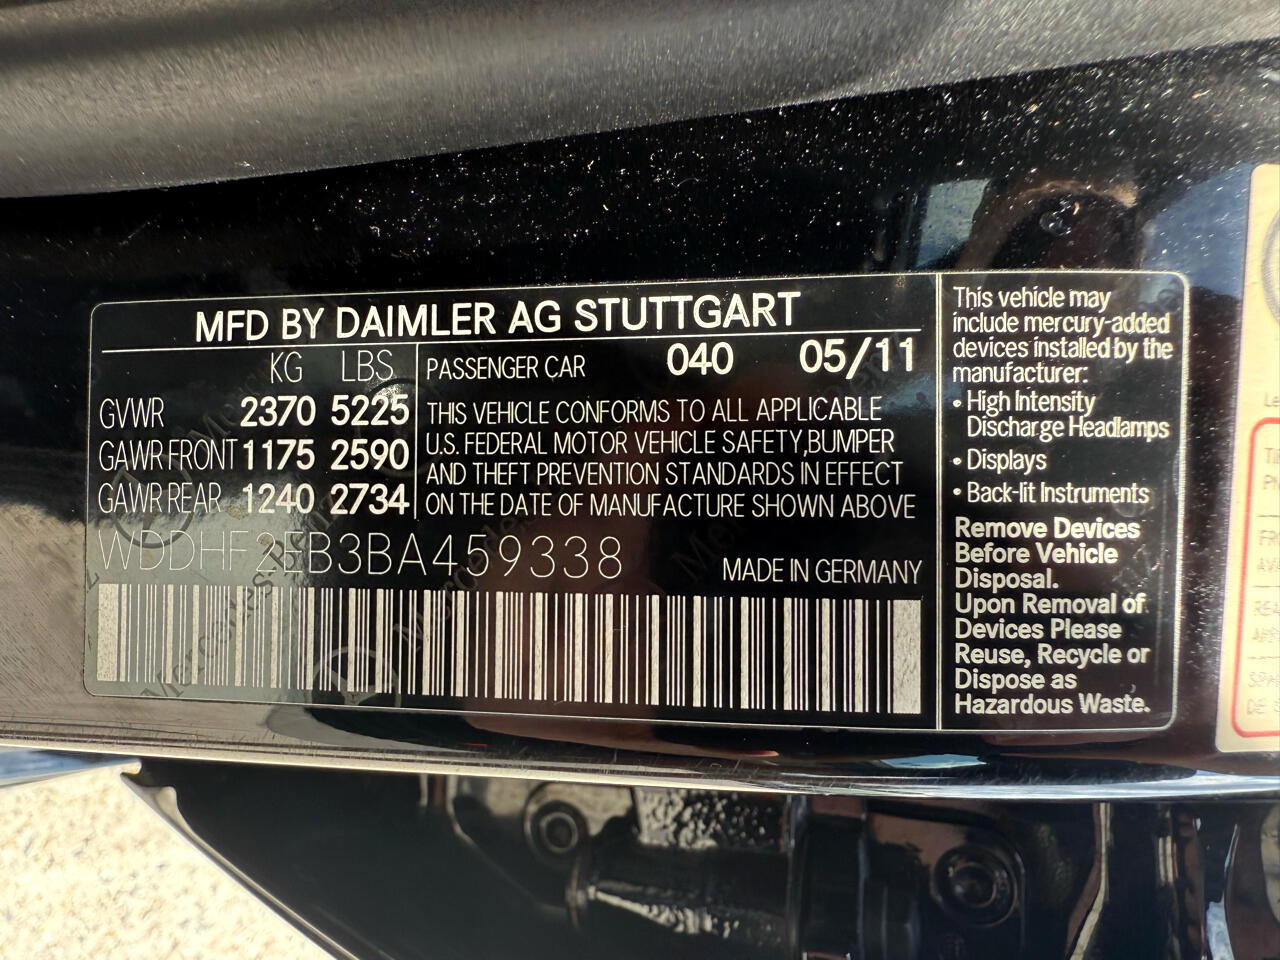 MFD BY DAIMLER AG STUTTGART
KG LBS
GVWR 2370 5225
GAWR FRONT 1175 2590
GAWR REAR 1240 2734
PASSENGER CAR 040 05/11
THIS VEHICLE CONFORMS TO ALL APPLICABLE
U.S. FEDERAL MOTOR VEHICLE SAFETY,BUMPER
AND THEFT PREVENTION STANDARDS IN EFFECT
ON THE DATE OF MANUFACTURE SHOWN ABOVE
WDDHF2EB3BA459338
MADE IN GERMANY
This vehicle may
include mercury-added
devices installed by the
manufacturer:
• High Intensity
Discharge Headlamps
• Displays
• Back-lit Instruments
Remove Devices
Before Vehicle
Disposal.
Upon Removal of
Devices Please
Reuse, Recycle or
Dispose as
Hazardous Waste.